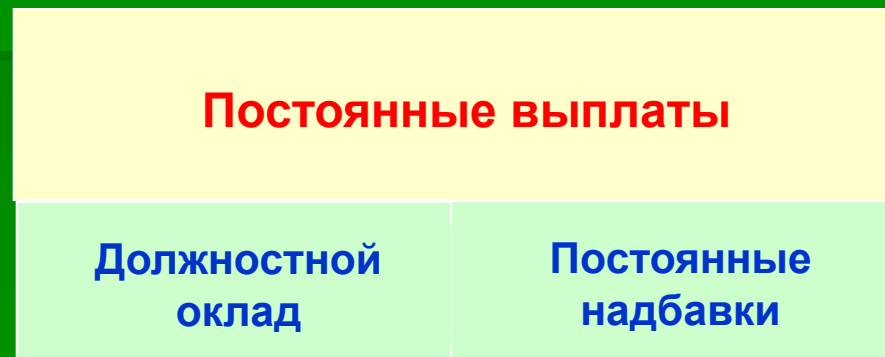 Постоянные выплаты
Должностной
оклад
Постоянные
надбавки